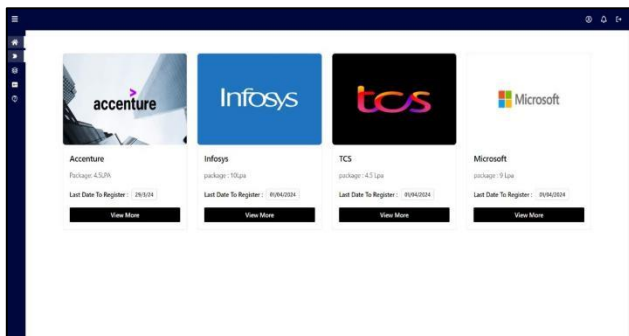 accenture
Infosys
tcs
Microsoft
Accenture
Package: 4.5LPA
Last Date To Register : 29/3/24
View More
Infosys
package : 10Lpa
Last Date To Register : 01/04/2024
View More
TCS
package : 4.5 Lpa
Last Date To Register : 01/04/2024
View More
Microsoft
package : 9 Lpa
Last Date To Register : 01/04/2024
View More